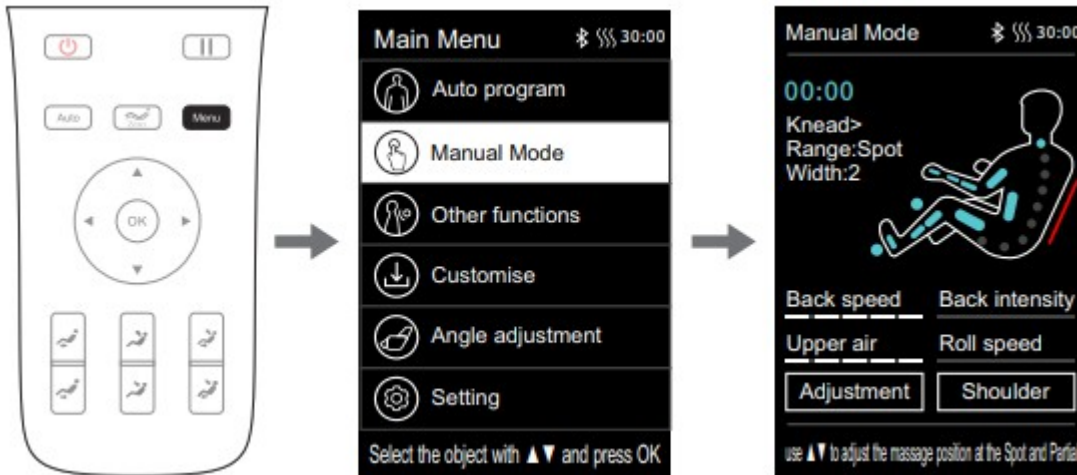 Auto
Menu
OK
Main Menu 30:00
Auto program
Manual Mode
Other functions
Customise
Angle adjustment
Setting
Select the object with ▲▼ and press OK
Manual Mode 30:00
00:00
Knead>
Range:Spot
Width:2
Back speed Back intensity
Upper air Roll speed
Adjustment Shoulder
use ▲▼ to adjust the massage position at the Spot and Partia